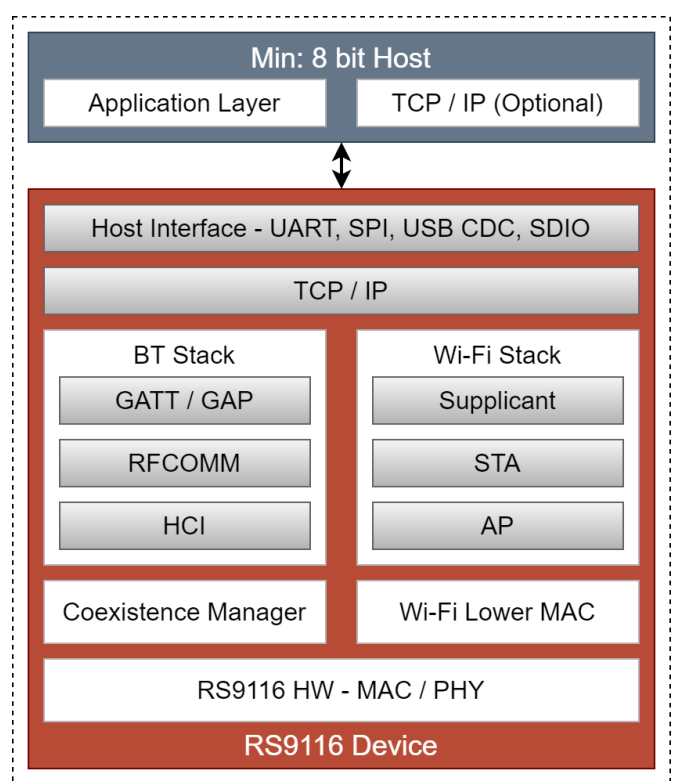 Min: 8 bit Host
Application Layer
TCP / IP (Optional)
Host Interface - UART, SPI, USB CDC, SDIO
TCP / IP
BT Stack
GATT / GAP
RFCOMM
HCI
Wi-Fi Stack
Supplicant
STA
AP
Coexistence Manager
Wi-Fi Lower MAC
RS9116 HW - MAC / PHY
RS9116 Device